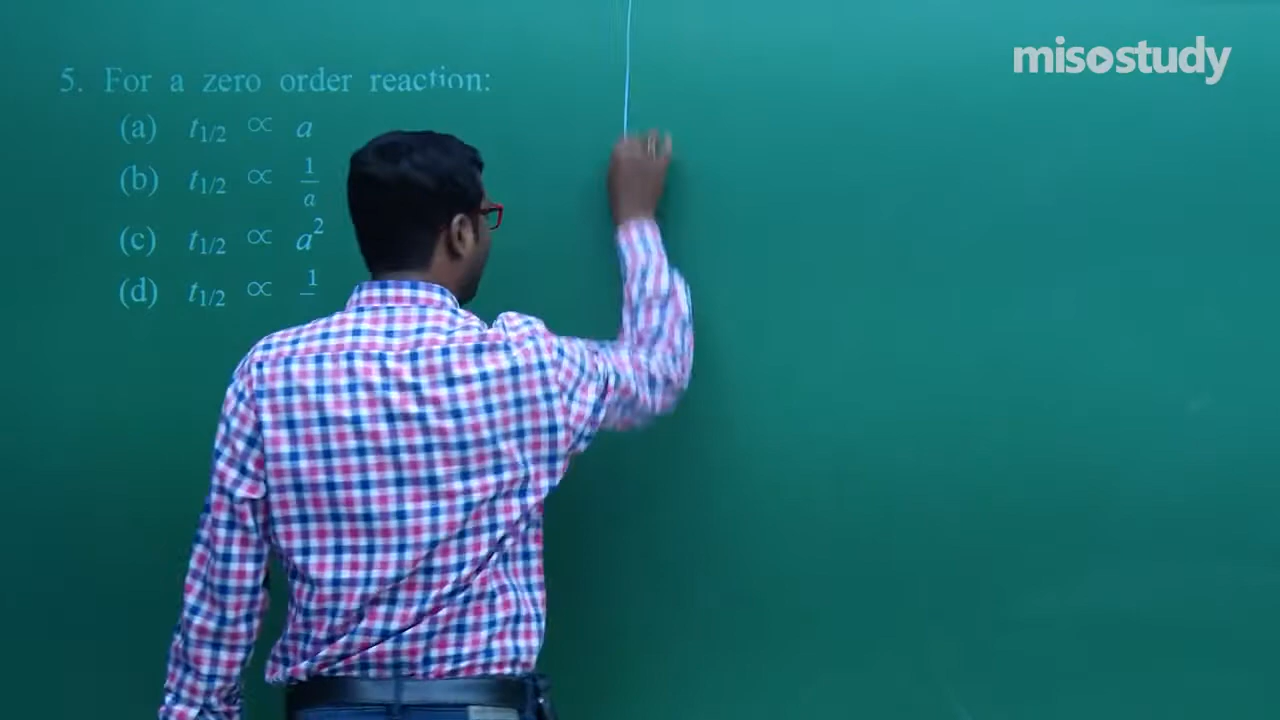 misostudy
5. For a zero order reaction:
(a) t1/2 ∝ a
(b) t1/2 ∝ 1/a
(c) t1/2 ∝ a²
(d) t1/2 ∝ 1